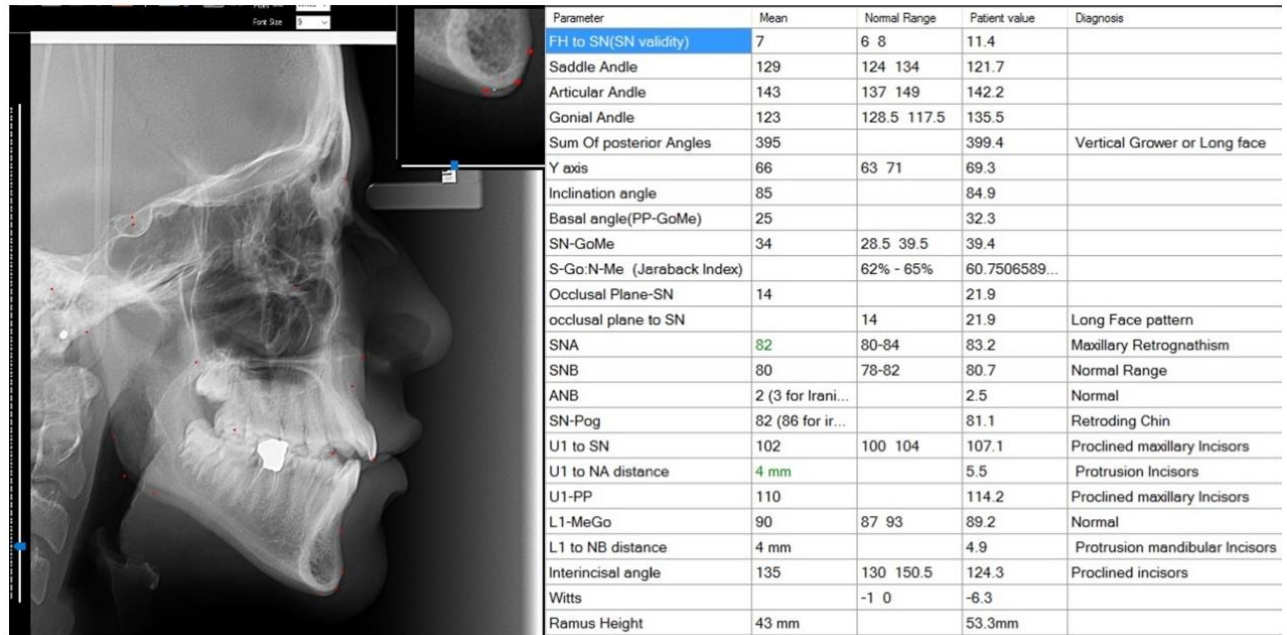 Font Size 9
Parameter Mean Normal Range Patient value Diagnosis
FH to SN(SN validity) 7 6 8 11.4
Saddle Andle 129 124 134 121.7
Articular Andle 143 137 149 142.2
Gonial Andle 123 128.5 117.5 135.5
Sum Of posterior Angles 395 399.4 Vertical Grower or Long face
Y axis 66 63 71 69.3
Inclination angle 85 84.9
Basal angle(PP-GoMe) 25 32.3
SN-GoMe 34 28.5 39.5 39.4
S-Go:N-Me (Jaraback Index) 62% - 65% 60.7506589...
Occlusal Plane-SN 14 21.9
occlusal plane to SN 14 21.9 Long Face pattern
SNA 82 80-84 83.2 Maxillary Retrognathism
SNB 80 78-82 80.7 Normal Range
ANB 2 (3 for Irani... 2.5 Normal
SN-Pog 82 (86 for ir... 81.1 Retroding Chin
U1 to SN 102 100 104 107.1 Proclined maxillary Incisors
U1 to NA distance 4 mm 5.5 Protrusion Incisors
U1-PP 110 114.2 Proclined maxillary Incisors
L1-MeGo 90 87 93 89.2 Normal
L1 to NB distance 4 mm 4.9 Protrusion mandibular Incisors
Interincisal angle 135 130 150.5 124.3 Proclined incisors
Witts -1 0 -6.3
Ramus Height 43 mm 53.3mm